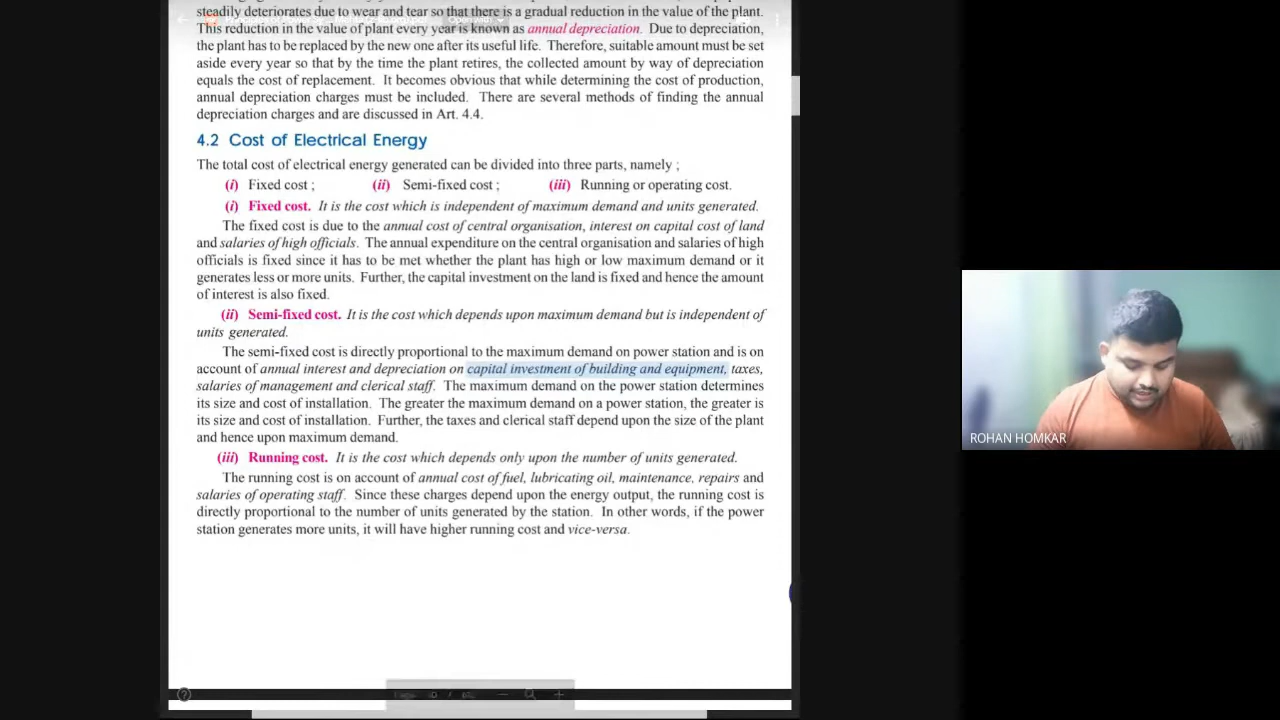 steadily deteriorates due to wear and tear so that there is a gradual reduction in the value of the plant.
This reduction in the value of plant every year is known as annual depreciation. Due to depreciation,
the plant has to be replaced by the new one after its useful life. Therefore, suitable amount must be set
aside every year so that by the time the plant retires, the collected amount by way of depreciation
equals the cost of replacement. It becomes obvious that while determining the cost of production,
annual depreciation charges must be included. There are several methods of finding the annual
depreciation charges and are discussed in Art. 4.4.
4.2 Cost of Electrical Energy
The total cost of electrical energy generated can be divided into three parts, namely ;
(i) Fixed cost ; (ii) Semi-fixed cost ; (iii) Running or operating cost.
(i) Fixed cost. It is the cost which is independent of maximum demand and units generated.
The fixed cost is due to the annual cost of central organisation, interest on capital cost of land
and salaries of high officials. The annual expenditure on the central organisation and salaries of high
officials is fixed since it has to be met whether the plant has high or low maximum demand or it
generates less or more units. Further, the capital investment on the land is fixed and hence the amount
of interest is also fixed.
(ii) Semi-fixed cost. It is the cost which depends upon maximum demand but is independent of
units generated.
The semi-fixed cost is directly proportional to the maximum demand on power station and is on
account of annual interest and depreciation on capital investment of building and equipment, taxes,
salaries of management and clerical staff. The maximum demand on the power station determines
its size and cost of installation. The greater the maximum demand on a power station, the greater is
its size and cost of installation. Further, the taxes and clerical staff depend upon the size of the plant
and hence upon maximum demand.
(iii) Running cost. It is the cost which depends only upon the number of units generated.
The running cost is on account of annual cost of fuel, lubricating oil, maintenance, repairs and
salaries of operating staff. Since these charges depend upon the energy output, the running cost is
directly proportional to the number of units generated by the station. In other words, if the power
station generates more units, it will have higher running cost and vice-versa.
ROHAN HOMKAR